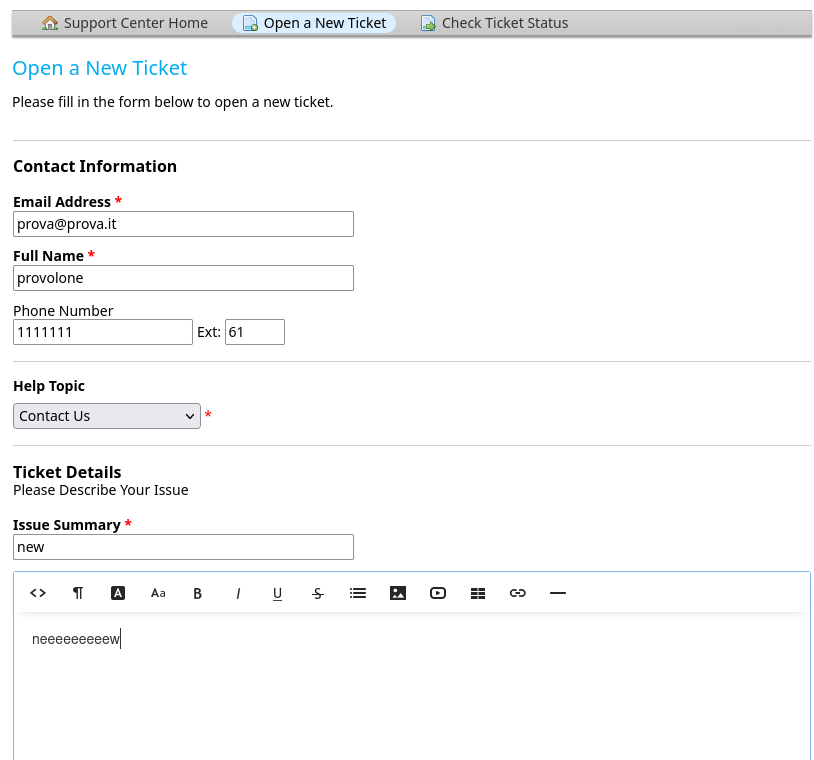 Support Center Home Open a New Ticket Check Ticket Status
Open a New Ticket
Please fill in the form below to open a new ticket.
Contact Information
Email Address *
prova@prova.it
Full Name *
provolone
Phone Number
1111111 Ext: 61
Help Topic
Contact Us *
Ticket Details
Please Describe Your Issue
Issue Summary *
new
<> ¶ A Aa B I U S
neeeeeeeeew